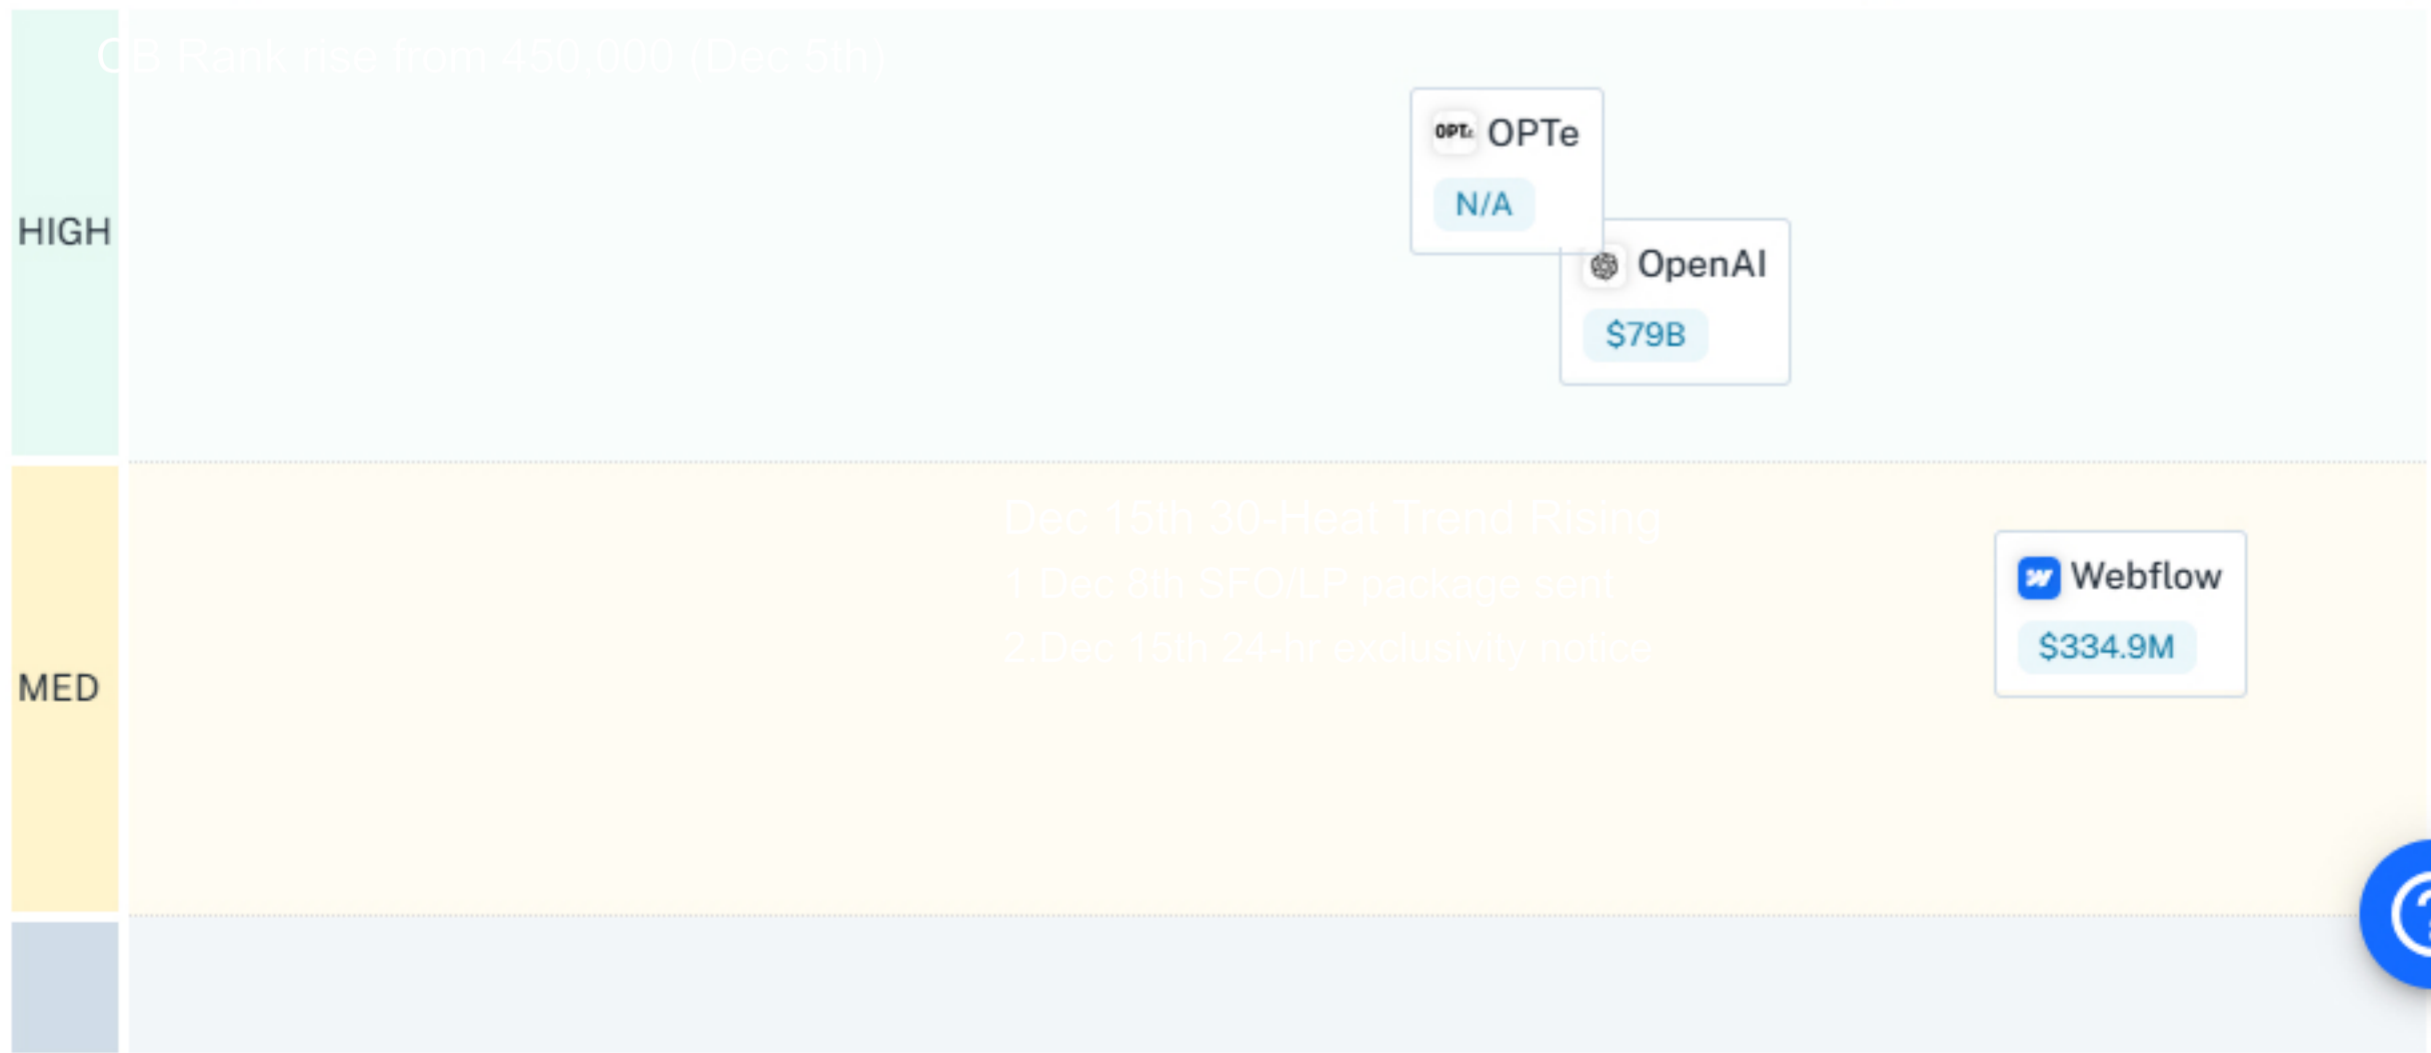 CB Rank rise from 450,000 (Dec 5th)
OPTe OPTe
N/A
HIGH
OpenAI
$79B
Dec 15th 30-Heat Trend Rising
1.Dec 8th SFO/LP package sent
Webflow
$334.9M
2.Dec 15th 24-hr exclusivity notice
MED